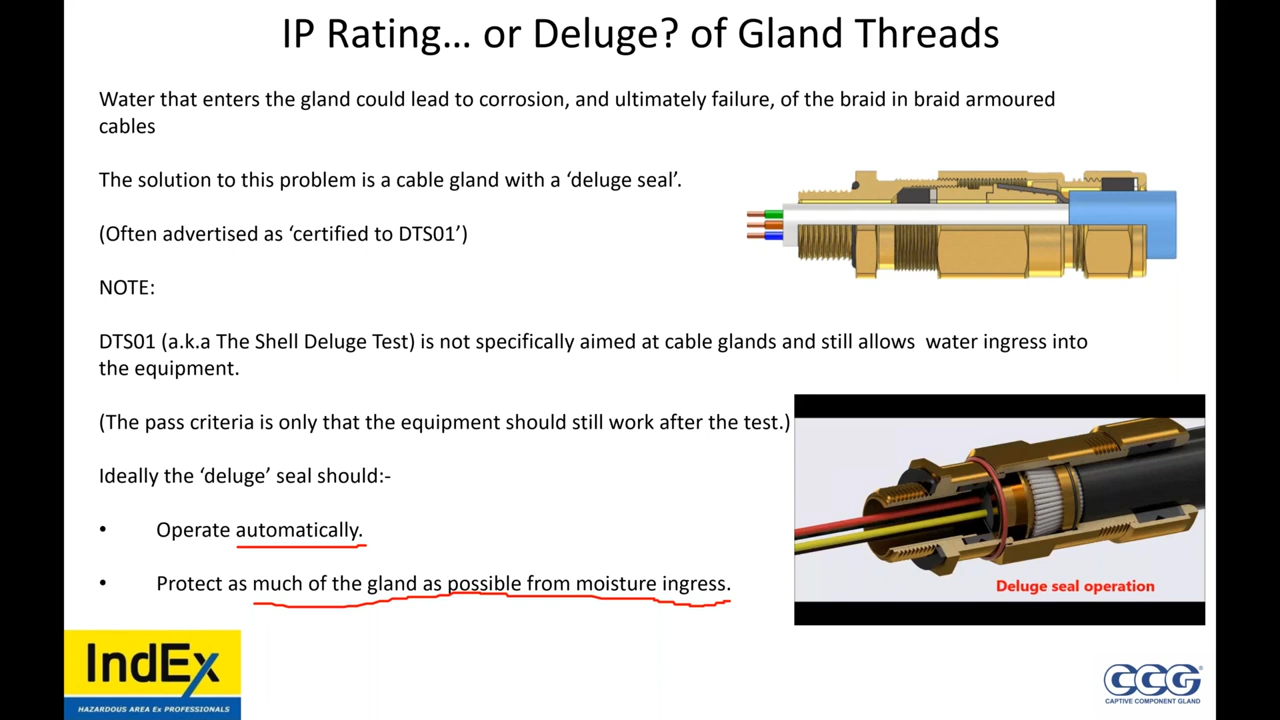 IP Rating... or Deluge? of Gland Threads
Water that enters the gland could lead to corrosion, and ultimately failure, of the braid in braid armoured
cables
The solution to this problem is a cable gland with a ‘deluge seal’.
(Often advertised as ‘certified to DTS01’)
NOTE:
DTS01 (a.k.a The Shell Deluge Test) is not specifically aimed at cable glands and still allows  water ingress into
the equipment.
(The pass criteria is only that the equipment should still work after the test.)
Ideally the ‘deluge’ seal should:-
• Operate automatically.
• Protect as much of the gland as possible from moisture ingress.
Deluge seal operation
IndEx
HAZARDOUS AREA Ex PROFESSIONALS
CCG®
CAPTIVE COMPONENT GLAND